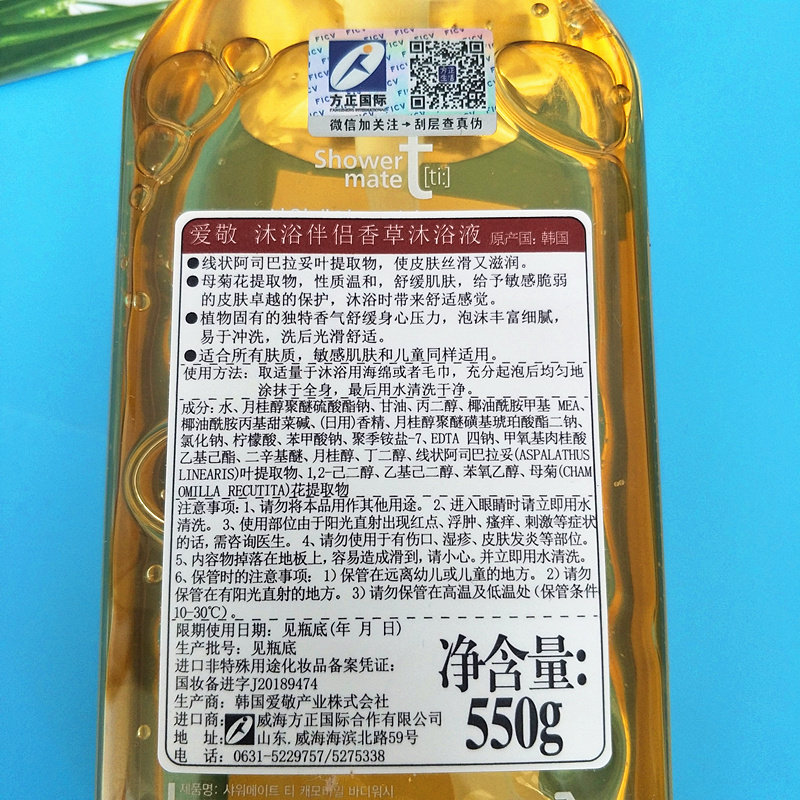 FICV
方正国际
FANGZHENG INTERNATIONAL
方正
微信加关注→刮层查真伪
Shower
mate t [ti:]
爱敬 沐浴伴侣香草沐浴液 原产国: 韩国
●线状阿司巴拉妥叶提取物，使皮肤丝滑又滋润。
●母菊花提取物，性质温和，舒缓肌肤，给予敏感脆弱
的皮肤卓越的保护，沐浴时带来舒适感觉。
●植物固有的独特香气舒缓身心压力，泡沫丰富细腻，
易于冲洗，洗后光滑舒适。
●适合所有肤质，敏感肌肤和儿童同样适用。
使用方法: 取适量于沐浴用海绵或者毛巾，充分起泡后均匀地
涂抹于全身，最后用水清洗干净。
成分: 水、月桂醇聚醚硫酸酯钠、甘油、丙二醇、椰油酰胺甲基 MEA、
椰油酰胺丙基甜菜碱、(日用)香精、月桂醇聚醚磺基琥珀酸酯二钠、
氯化钠、柠檬酸、苯甲酸钠、聚季铵盐-7、EDTA 四钠、甲氧基肉桂酸
乙基己酯、二辛基醚、月桂醇、丁二醇、线状阿司巴拉妥(ASPALATHUS
LINEARIS)叶提取物、1,2-己二醇、乙基己二醇、苯氧乙醇、母菊(CHAM
OMILLA RECUTITA)花提取物
注意事项: 1、请勿将本品用作其他用途。2、进入眼睛时请立即用水
清洗。3、使用部位由于阳光直射出现红点、浮肿、瘙痒、刺激等症状
的话，需咨询医生。4、请勿使用于有伤口、湿疹、皮肤发炎等部位。
5、内容物掉落在地板上，容易造成滑到，请小心。并立即用水清洗。
6、保管时的注意事项: 1) 保管在远离幼儿或儿童的地方。2) 请勿
保管在有阳光直射的地方。3) 请勿保管在高温及低温处 (保管条件
10-30℃) 。
限期使用日期: 见瓶底(年 月 日)
生产批号: 见瓶底
进口非特殊用途化妆品备案凭证:
国妆备进字J20189474
生产商: 韩国爱敬产业株式会社
进口商: 威海方正国际合作有限公司
地 址: 山东.威海海滨北路59号
电 话: 0631-5229757/5275338
净含量:
550g
제품명: 샤워메이트 티 캐모마일 바디워시